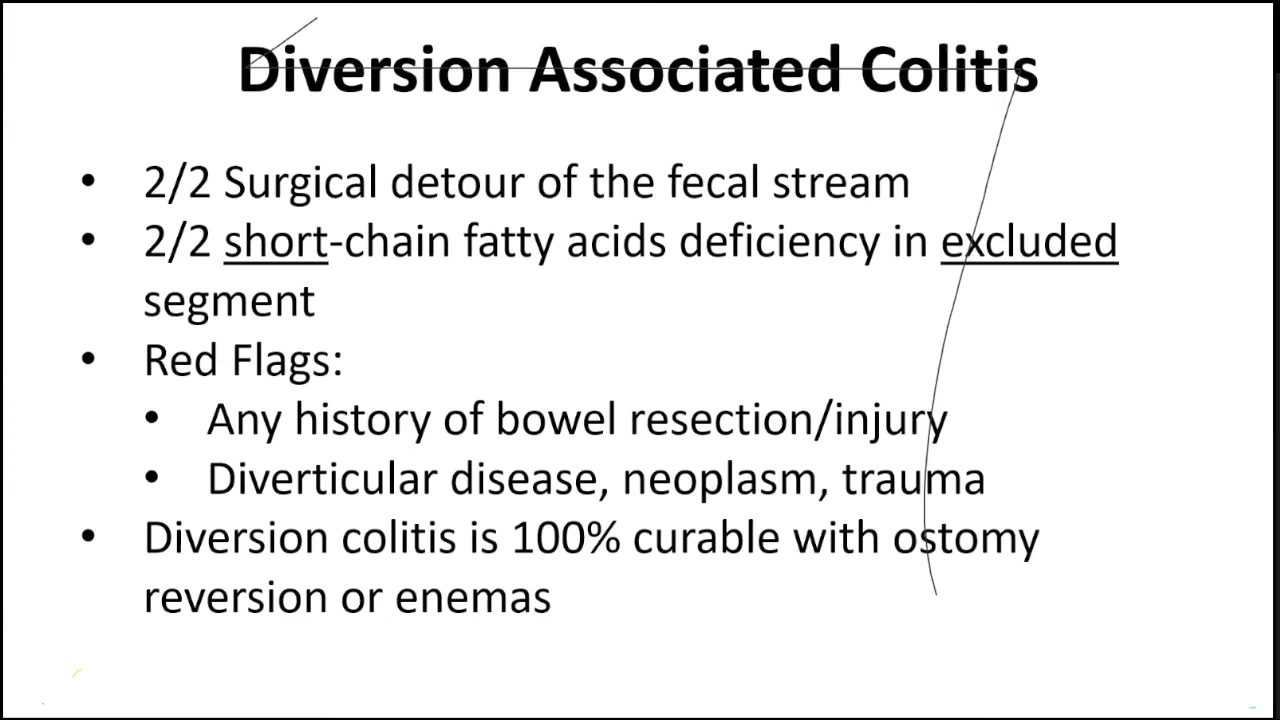 Diversion Associated Colitis
• 2/2 Surgical detour of the fecal stream
• 2/2 short-chain fatty acids deficiency in excluded
segment
• Red Flags:
• Any history of bowel resection/injury
• Diverticular disease, neoplasm, trauma
• Diversion colitis is 100% curable with ostomy
reversion or enemas